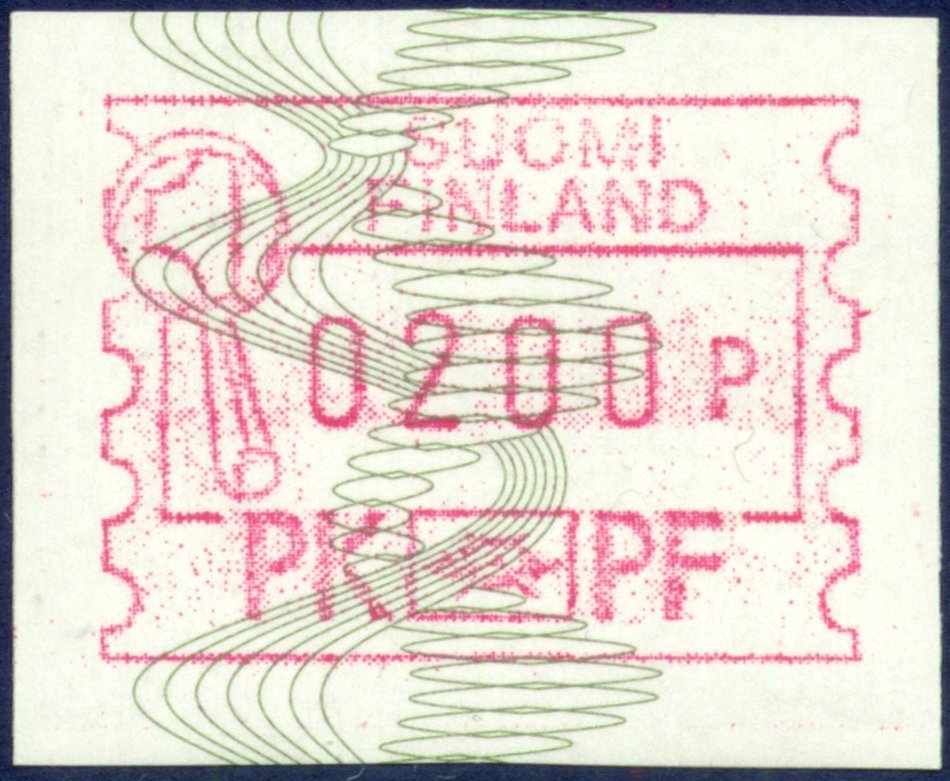 SUOMI
FINLAND
0200 P
PK PF